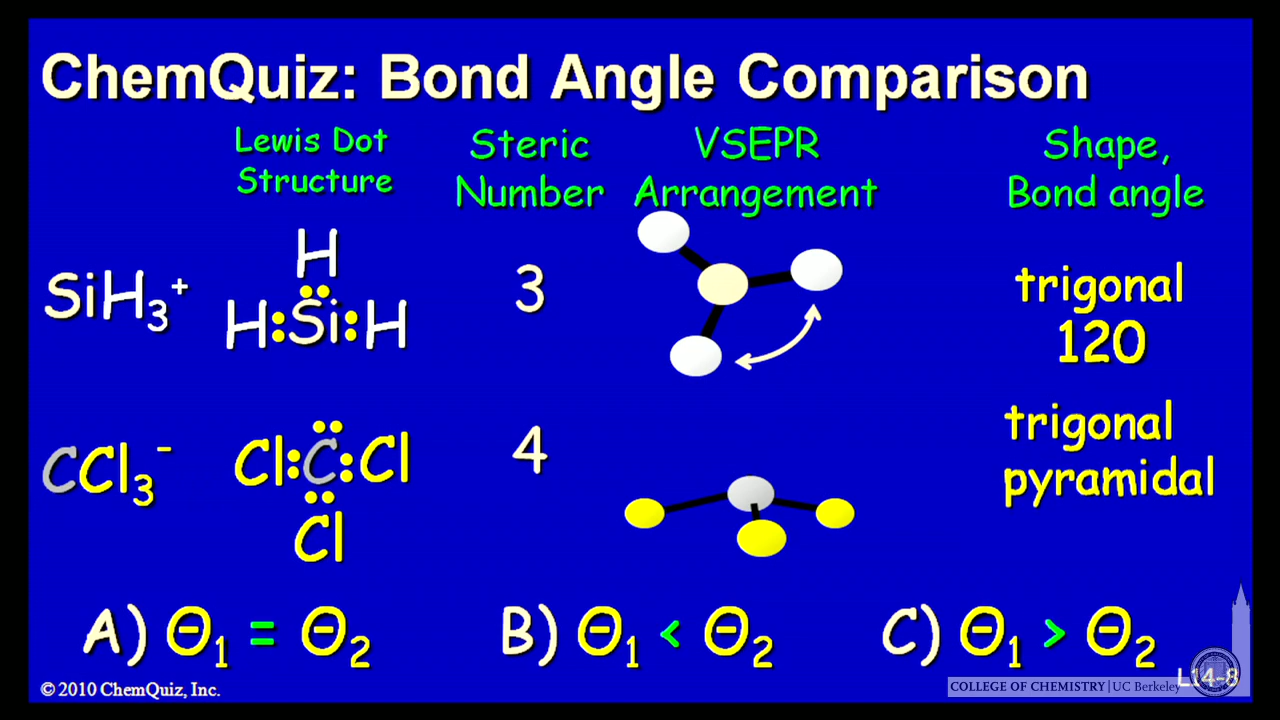 ChemQuiz: Bond Angle Comparison
Lewis Dot Structure
Steric Number
VSEPR Arrangement
Shape, Bond angle
SiH₃⁺
H
H:Si:H
3
trigonal
120
CCl₃⁻
Cl:C:Cl
Cl
4
trigonal
pyramidal
A) Θ₁ = Θ₂
B) Θ₁ < Θ₂
C) Θ₁ > Θ₂
© 2010 ChemQuiz, Inc.
COLLEGE OF CHEMISTRY | UC Berkeley
L14-8